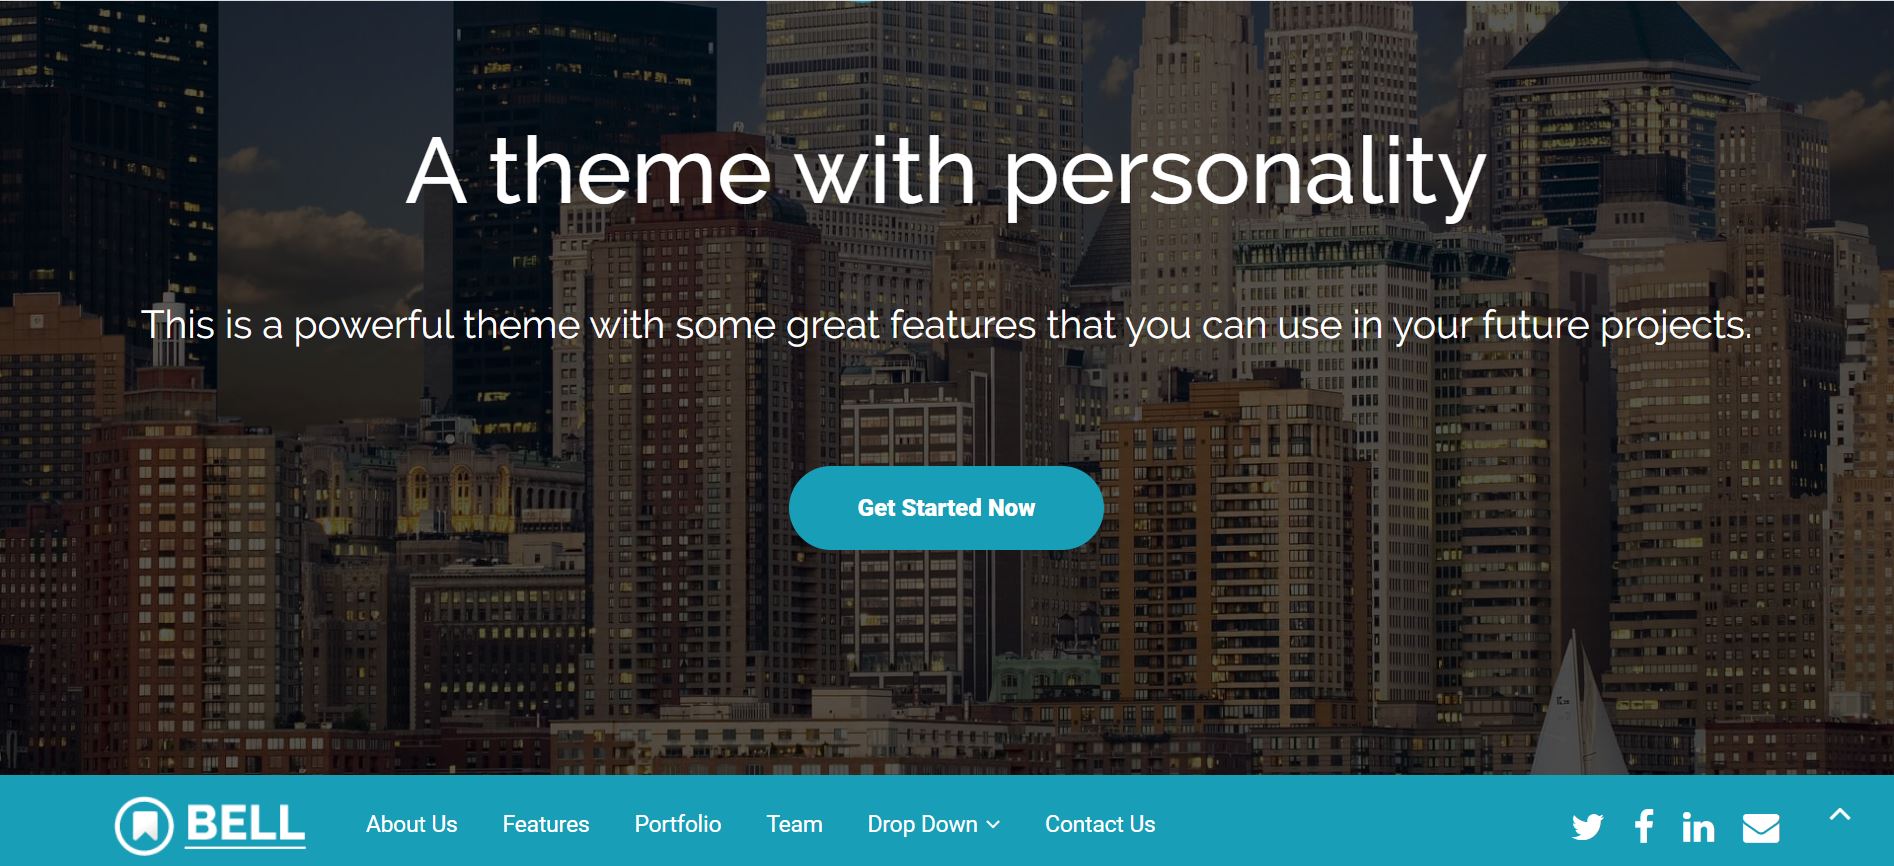 A theme with personality
This is a powerful theme with some great features that you can use in your future projects.
Get Started Now
BELL About Us Features Portfolio Team Drop Down Contact Us